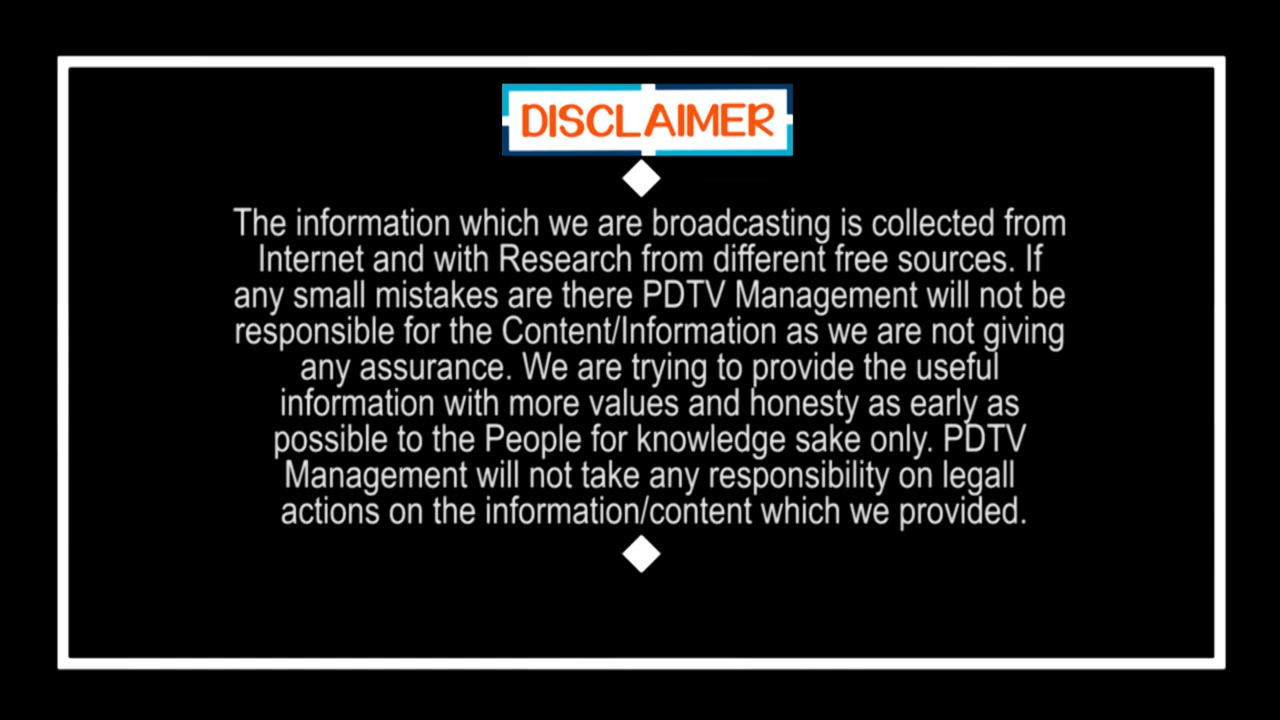 DISCLAIMER
The information which we are broadcasting is collected from
Internet and with Research from different free sources. If
any small mistakes are there PDTV Management will not be
responsible for the Content/Information as we are not giving
any assurance. We are trying to provide the useful
information with more values and honesty as early as
possible to the People for knowledge sake only. PDTV
Management will not take any responsibility on legall
actions on the information/content which we provided.